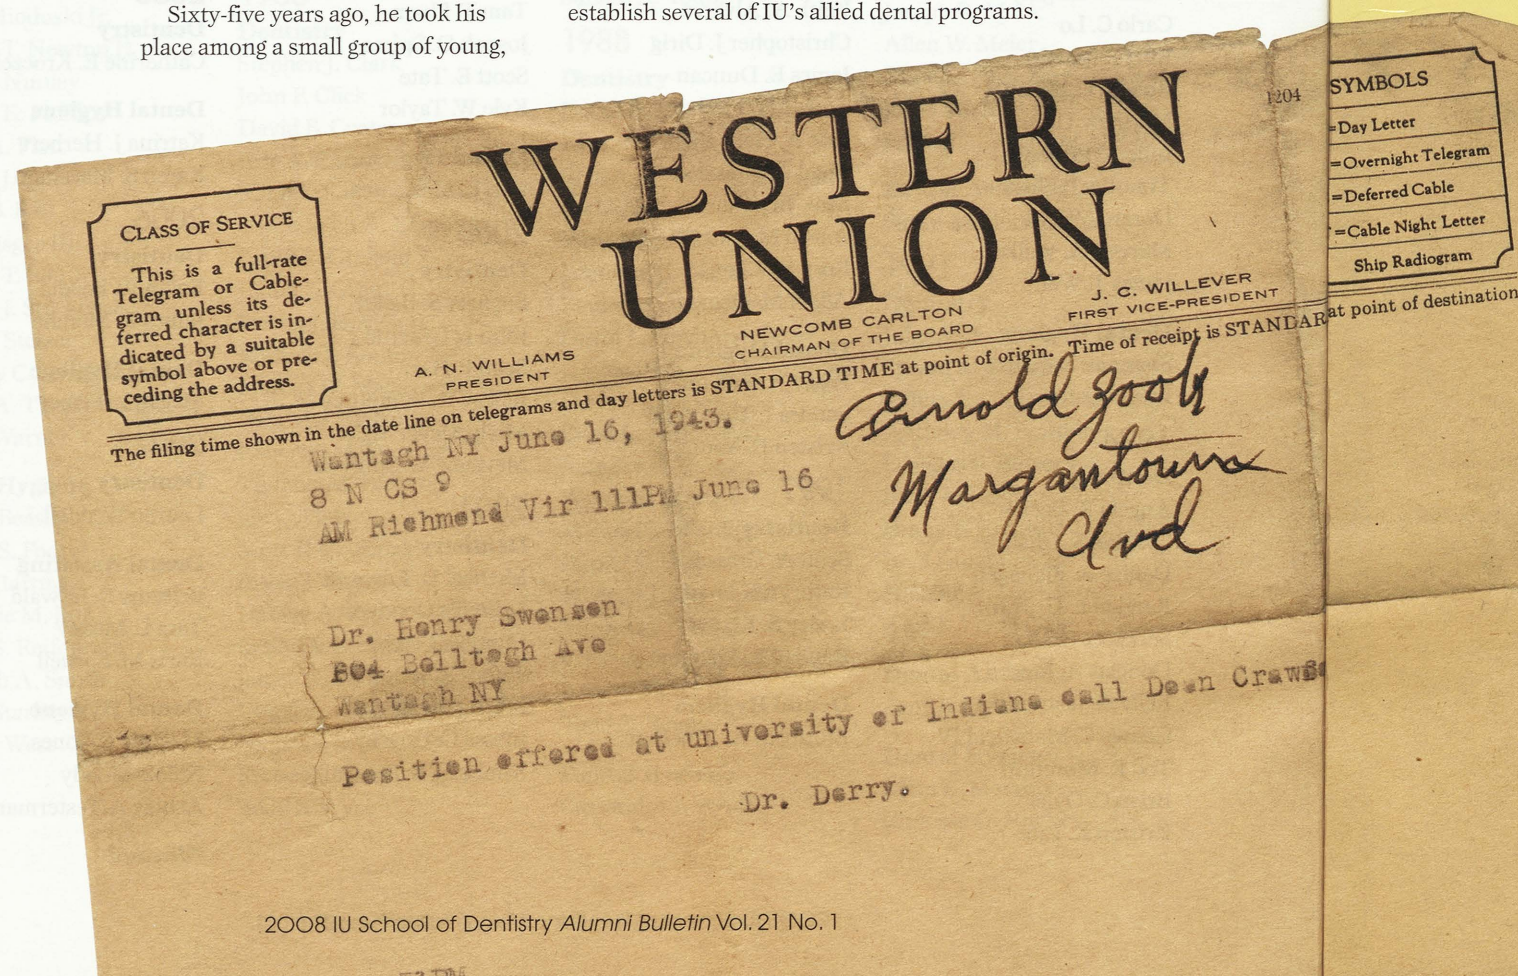 Sixty-five years ago, he took his
place among a small group of young,
establish several of IU's allied dental programs.
WESTERN
UNION
1204
CLASS OF SERVICE
This is a full-rate
Telegram or Cable-
gram unless its de-
ferred character is in-
dicated by a suitable
symbol above or pre-
ceding the address.
A. N. WILLIAMS
PRESIDENT
NEWCOMB CARLTON
CHAIRMAN OF THE BOARD
J. C. WILLEVER
FIRST VICE-PRESIDENT
SYMBOLS
=Day Letter
=Overnight Telegram
=Deferred Cable
=Cable Night Letter
Ship Radiogram
The filing time shown in the date line on telegrams and day letters is STANDARD TIME at point of origin. Time of receipt is STANDAR
at point of destination
Wantagh NY June 16, 1943.
8 N CS 9
AM Richmond Vir 111PM June 16
Arnold Zook
Margantown
Dr. Henry Swenson
804 Belltagh Ave
Wantagh NY
Position offered at university of Indiana call Dean Crawfo
Dr. Derry.
2008 IU School of Dentistry Alumni Bulletin Vol. 21 No. 1